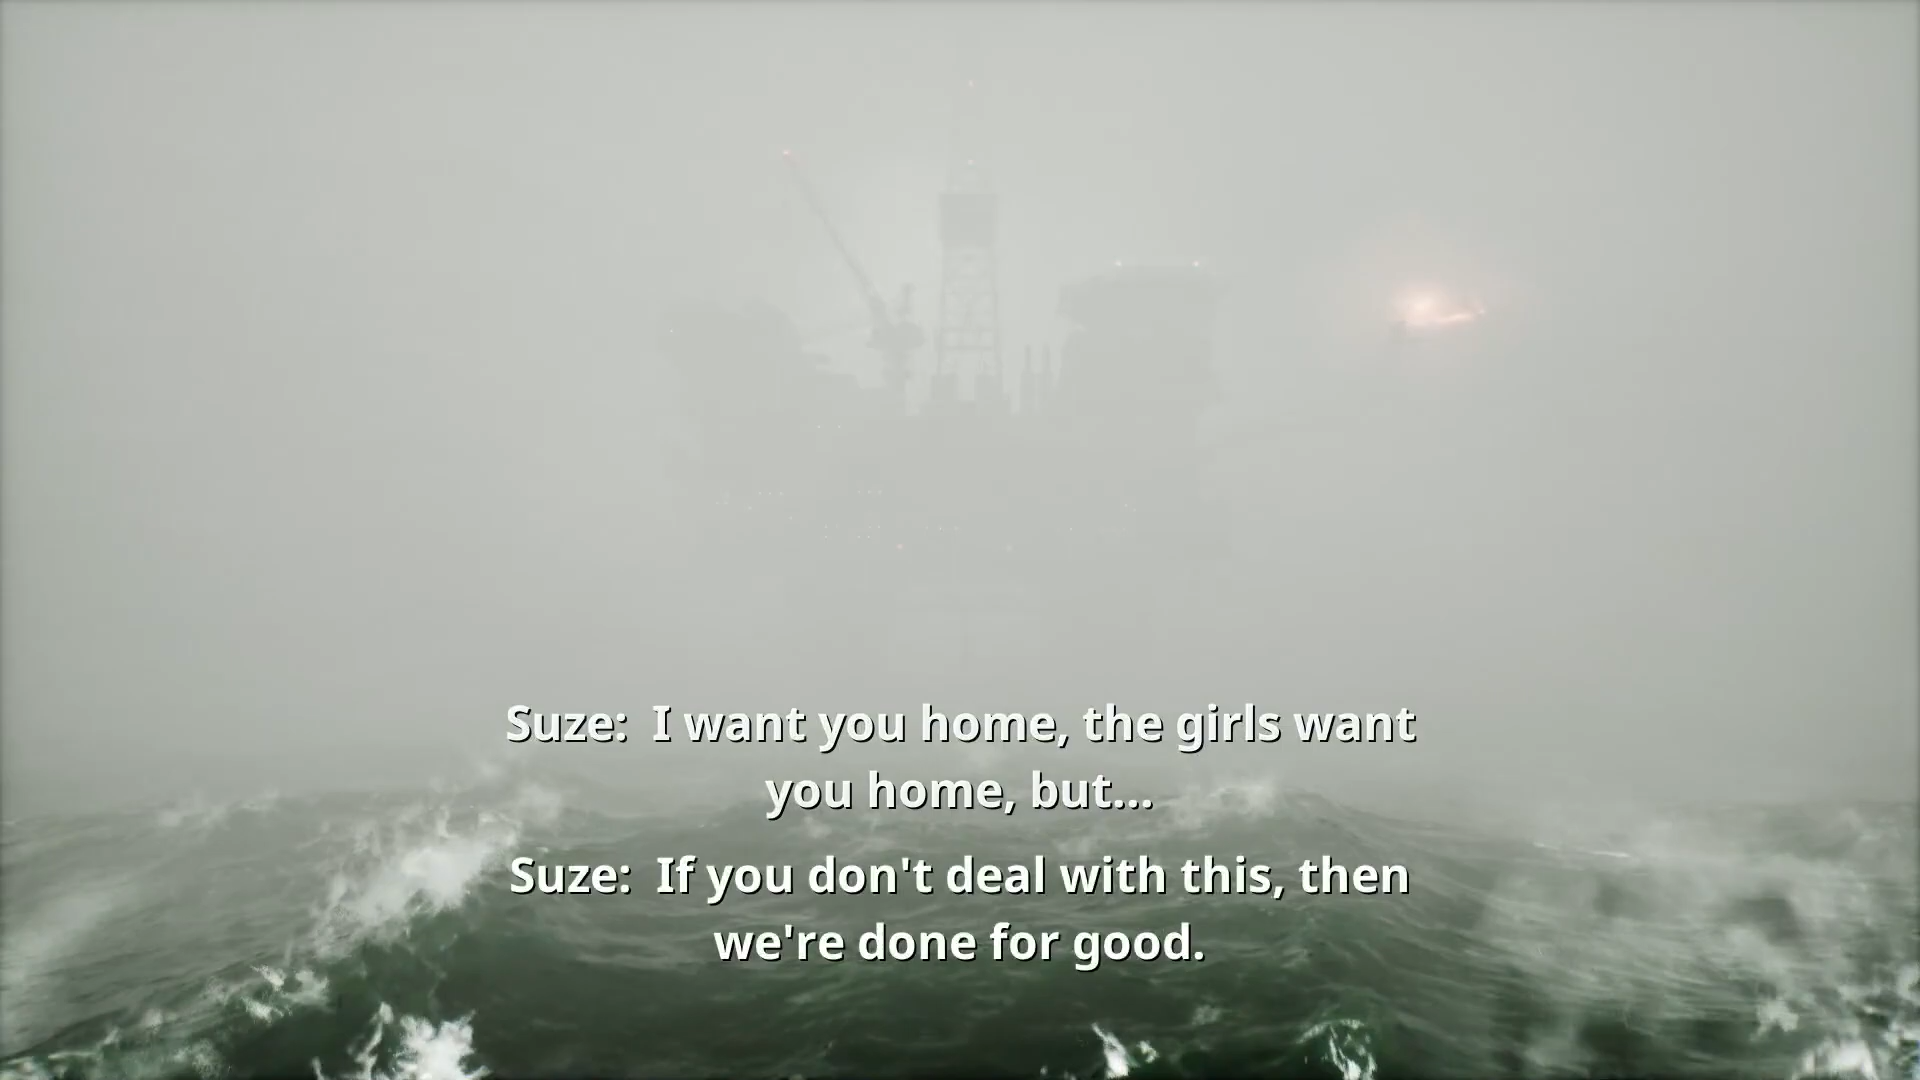 Suze:  I want you home, the girls want
you home, but...
Suze:  If you don't deal with this, then
we're done for good.